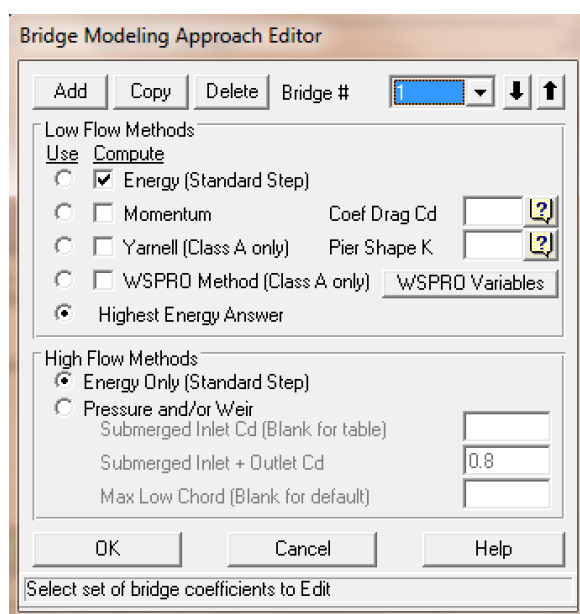 Bridge Modeling Approach Editor
Add Copy Delete Bridge # 1
Low Flow Methods
Use Compute
Energy (Standard Step)
Momentum Coef Drag Cd ?
Yarnell (Class A only) Pier Shape K ?
WSPRO Method (Class A only) WSPRO Variables
Highest Energy Answer
High Flow Methods
Energy Only (Standard Step)
Pressure and/or Weir
Submerged Inlet Cd (Blank for table)
Submerged Inlet + Outlet Cd 0.8
Max Low Chord (Blank for default)
OK Cancel Help
Select set of bridge coefficients to Edit